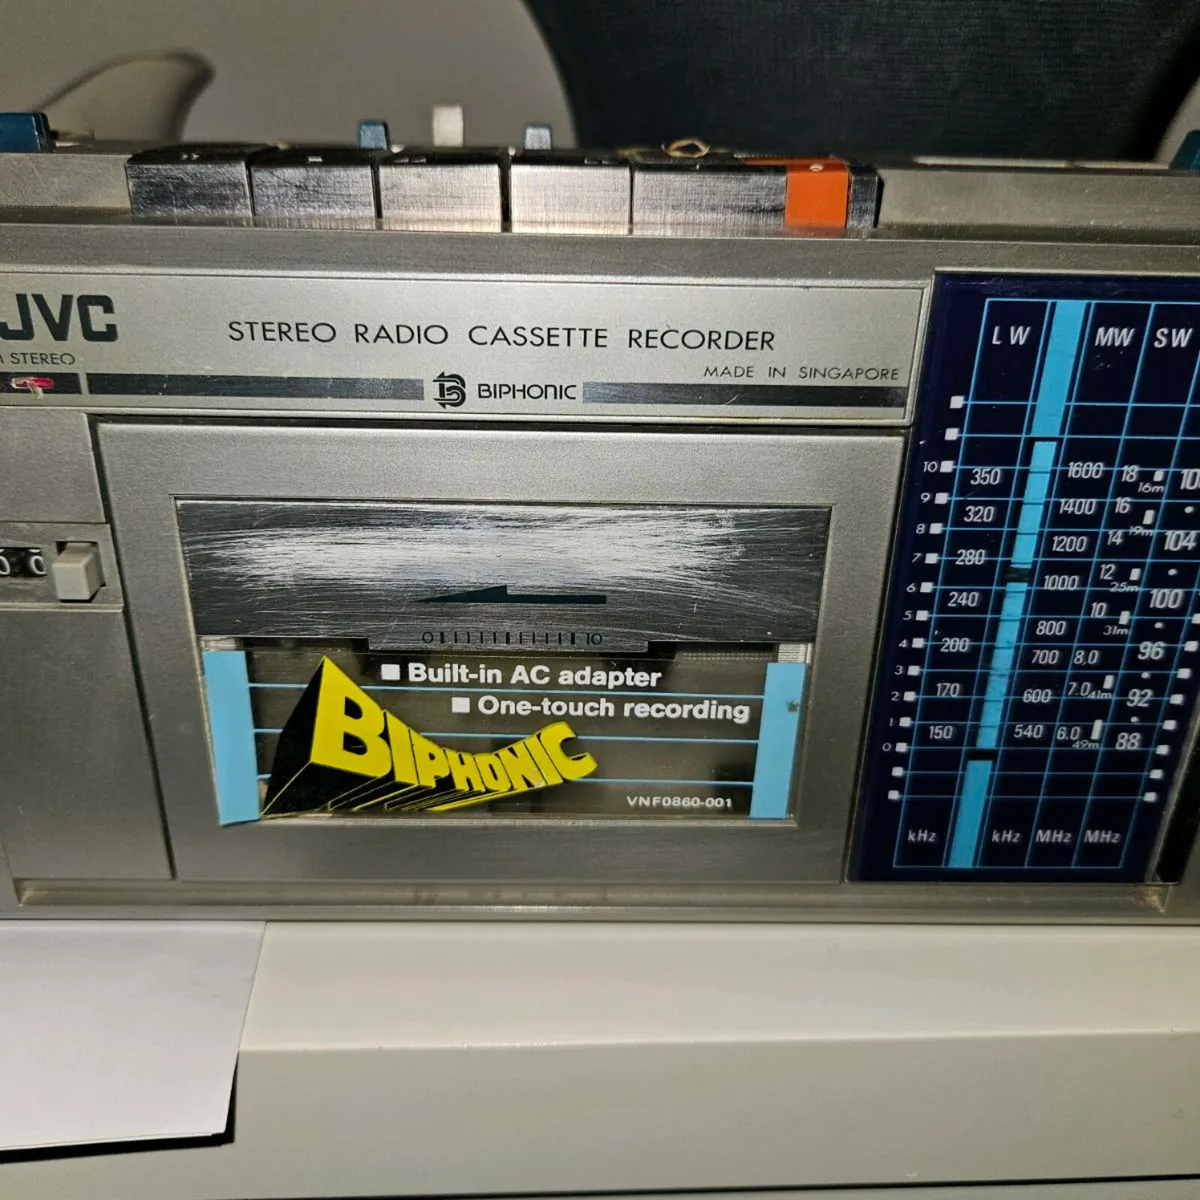 JVC
STEREO RADIO CASSETTE RECORDER
STEREO
MADE IN SINGAPORE
BIPHONIC
0 10
■ Built-in AC adapter
■ One-touch recording
BIPHONIC
VNF0860-001
LW MW SW
10 350 1600 18 16m
9 320 1400 16 19m
8 1200 14 104
7 280 12 25m
6 240 1000 100
5 800 10 31m
4 200 96
3 700 8,0
2 170 600 7.0 41m 92
1 150 540 6.0 49m 88
0
kHz kHz MHz MHz